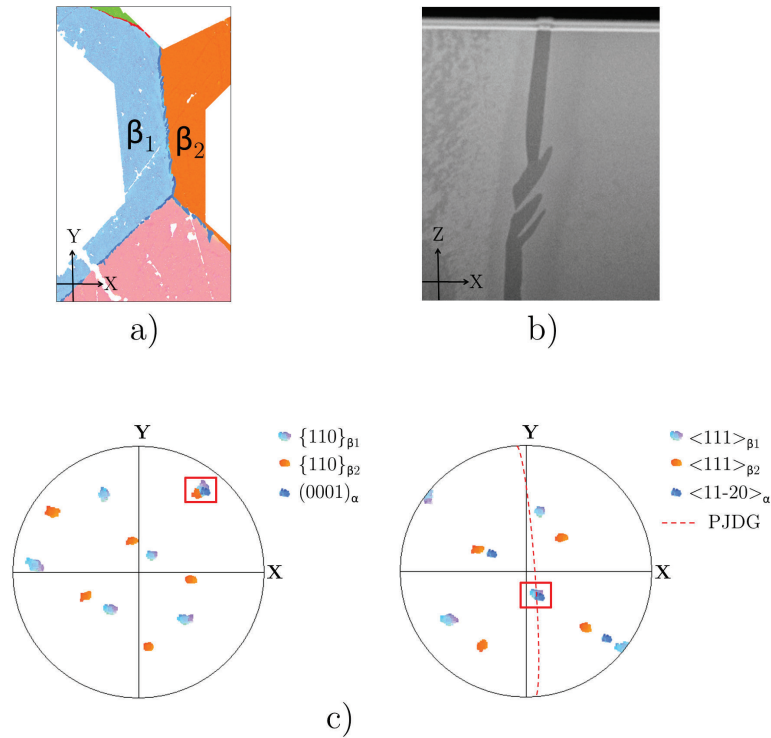 β1
β2
Y
X
a)
Z
X
b)
Y
X
{110}β1
{110}β2
(0001)α
Y
X
<111>β1
<111>β2
<11-20>α
PJDG
c)